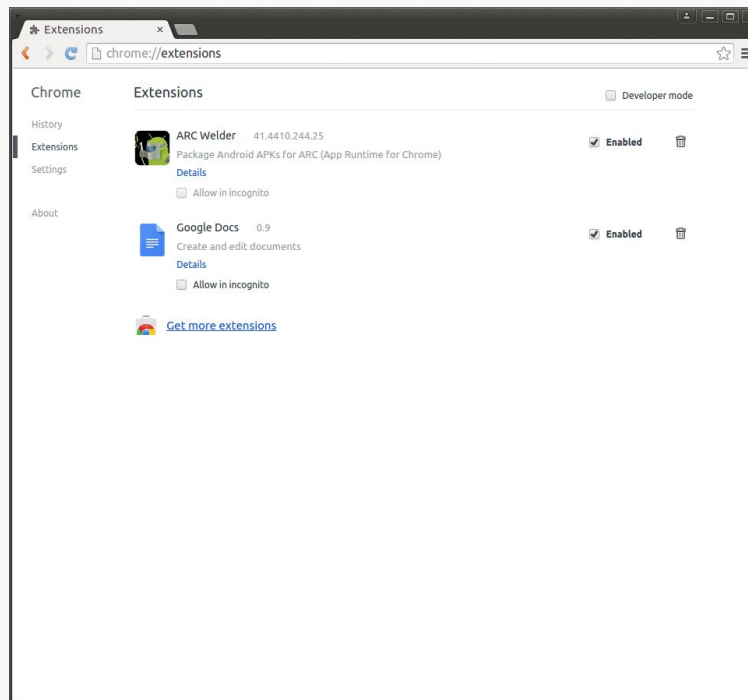 Extensions
chrome://extensions
Chrome
History
Extensions
Settings
About
Extensions
Developer mode
ARC Welder 41.4410.244.25
Enabled
Package Android APKs for ARC (App Runtime for Chrome)
Details
Allow in incognito
Google Docs 0.9
Enabled
Create and edit documents
Details
Allow in incognito
Get more extensions